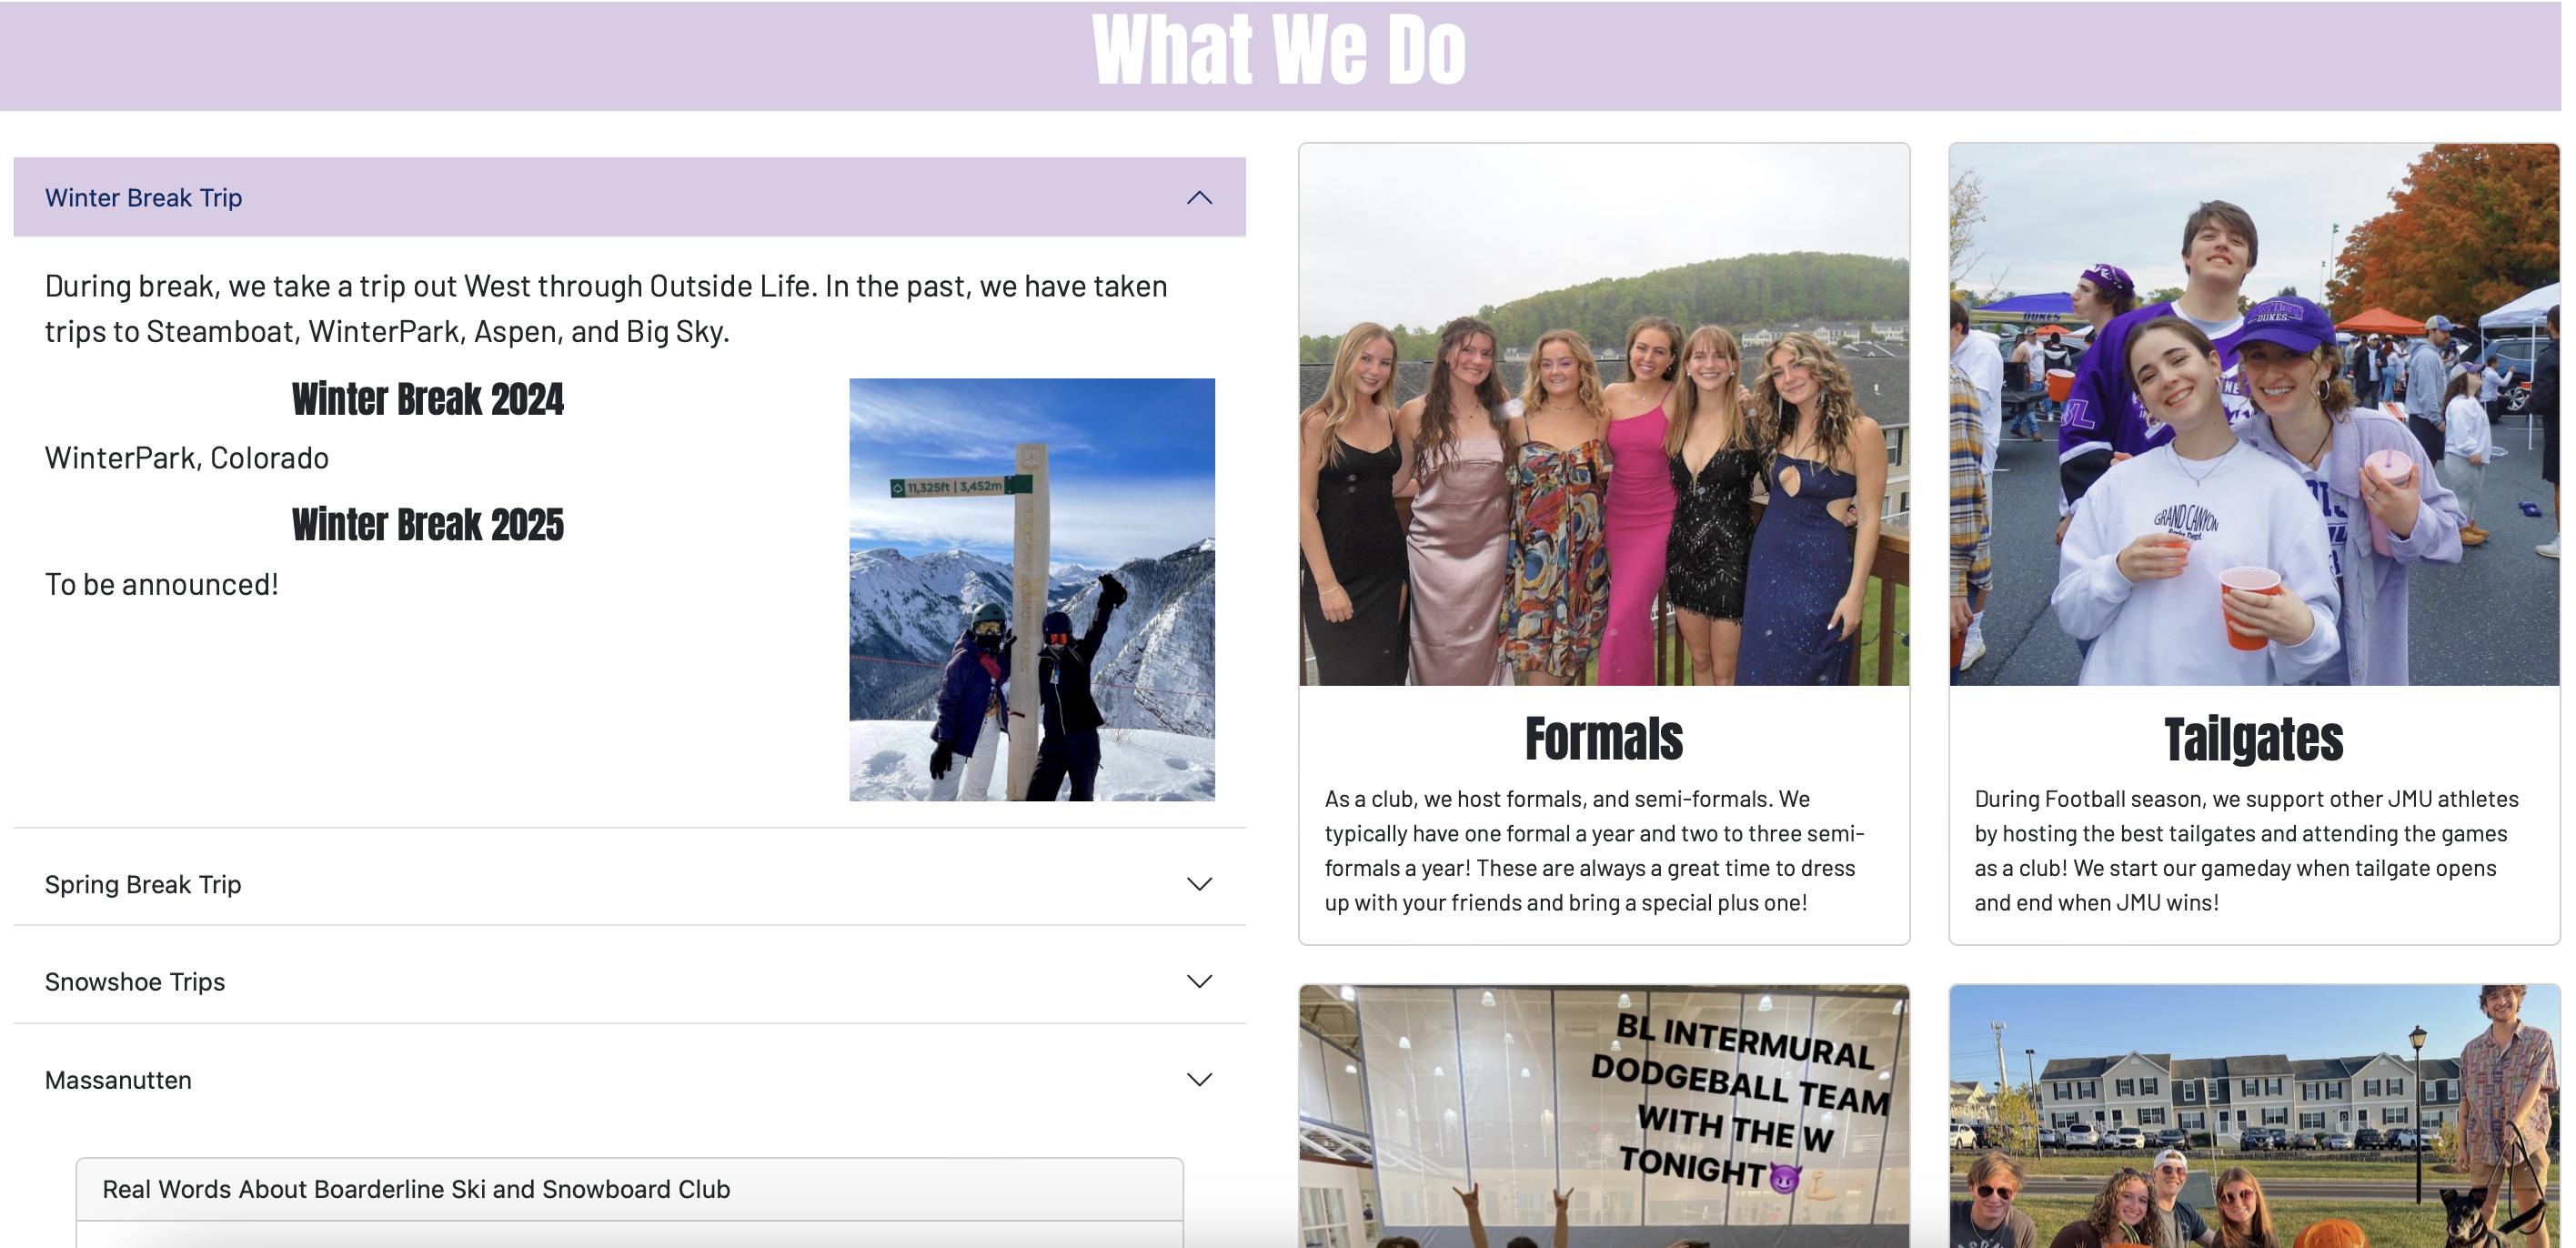 What We Do
Winter Break Trip
During break, we take a trip out West through Outside Life. In the past, we have taken
trips to Steamboat, WinterPark, Aspen, and Big Sky.
Winter Break 2024
WinterPark, Colorado
Winter Break 2025
To be announced!
11,325ft | 3,452m
Spring Break Trip
Snowshoe Trips
Massanutten
Real Words About Boarderline Ski and Snowboard Club
DUKES
DUKES
GRAND CANYON
Formals
As a club, we host formals, and semi-formals. We
typically have one formal a year and two to three semi-
formals a year! These are always a great time to dress
up with your friends and bring a special plus one!
Tailgates
During Football season, we support other JMU athletes
by hosting the best tailgates and attending the games
as a club! We start our gameday when tailgate opens
and end when JMU wins!
BL INTERMURAL
DODGEBALL TEAM
WITH THE W
TONIGHT😈💪🏼